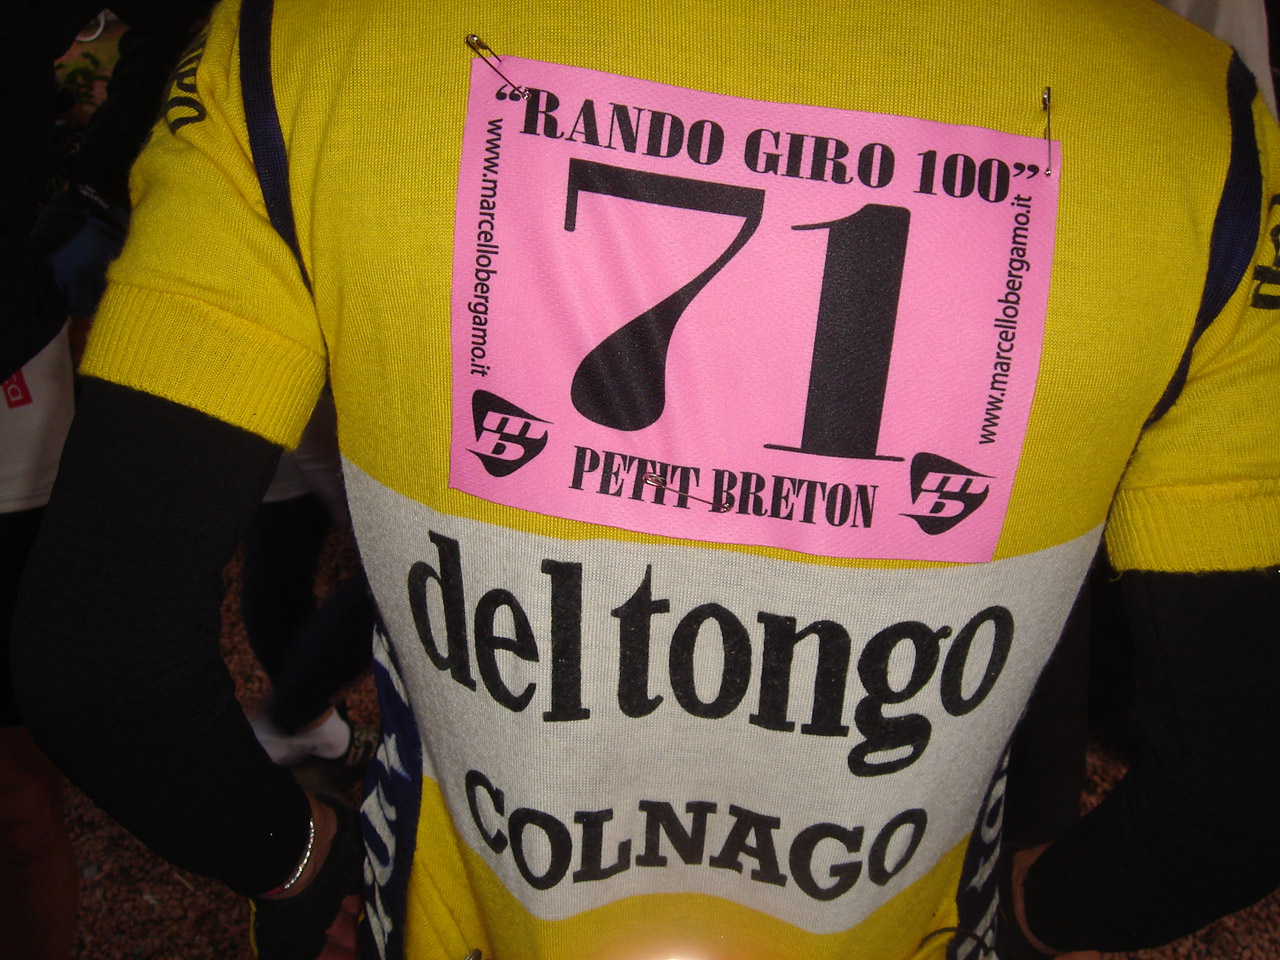 “RANDO GIRO 100”
www.marcellobergamo.it
71
www.marcellobergamo.it
PETIT BRETON
del tongo
COLNAGO